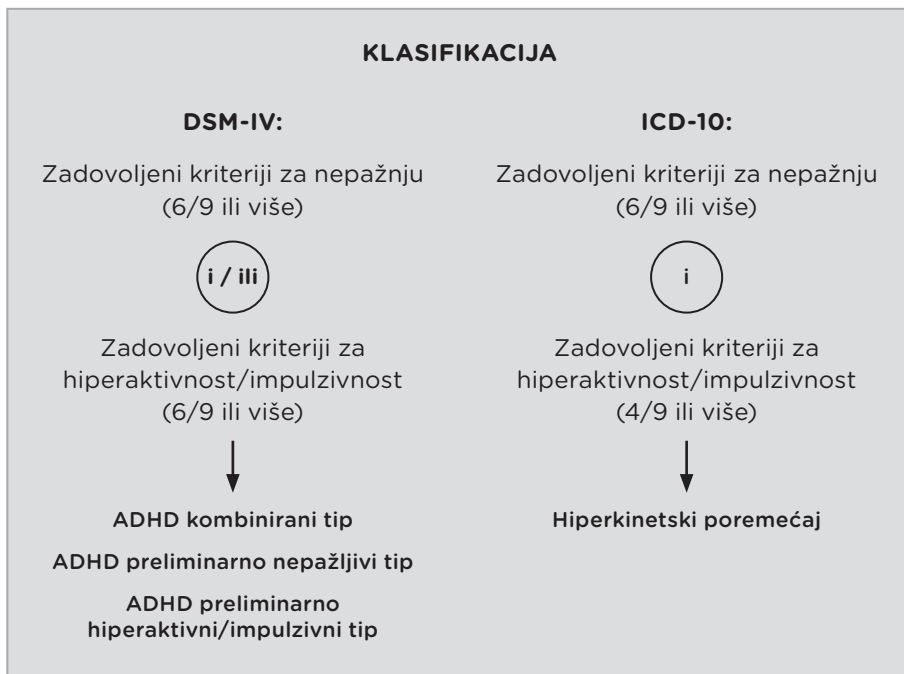 KLASIFIKACIJA
DSM-IV:
Zadovoljeni kriteriji za nepažnju
(6/9 ili više)
i / ili
Zadovoljeni kriteriji za
hiperaktivnost/impulzivnost
(6/9 ili više)
ADHD kombinirani tip
ADHD preliminarno nepažljivi tip
ADHD preliminarno
hiperaktivni/impulzivni tip
ICD-10:
Zadovoljeni kriteriji za nepažnju
(6/9 ili više)
i
Zadovoljeni kriteriji za
hiperaktivnost/impulzivnost
(4/9 ili više)
Hiperkinetski poremećaj